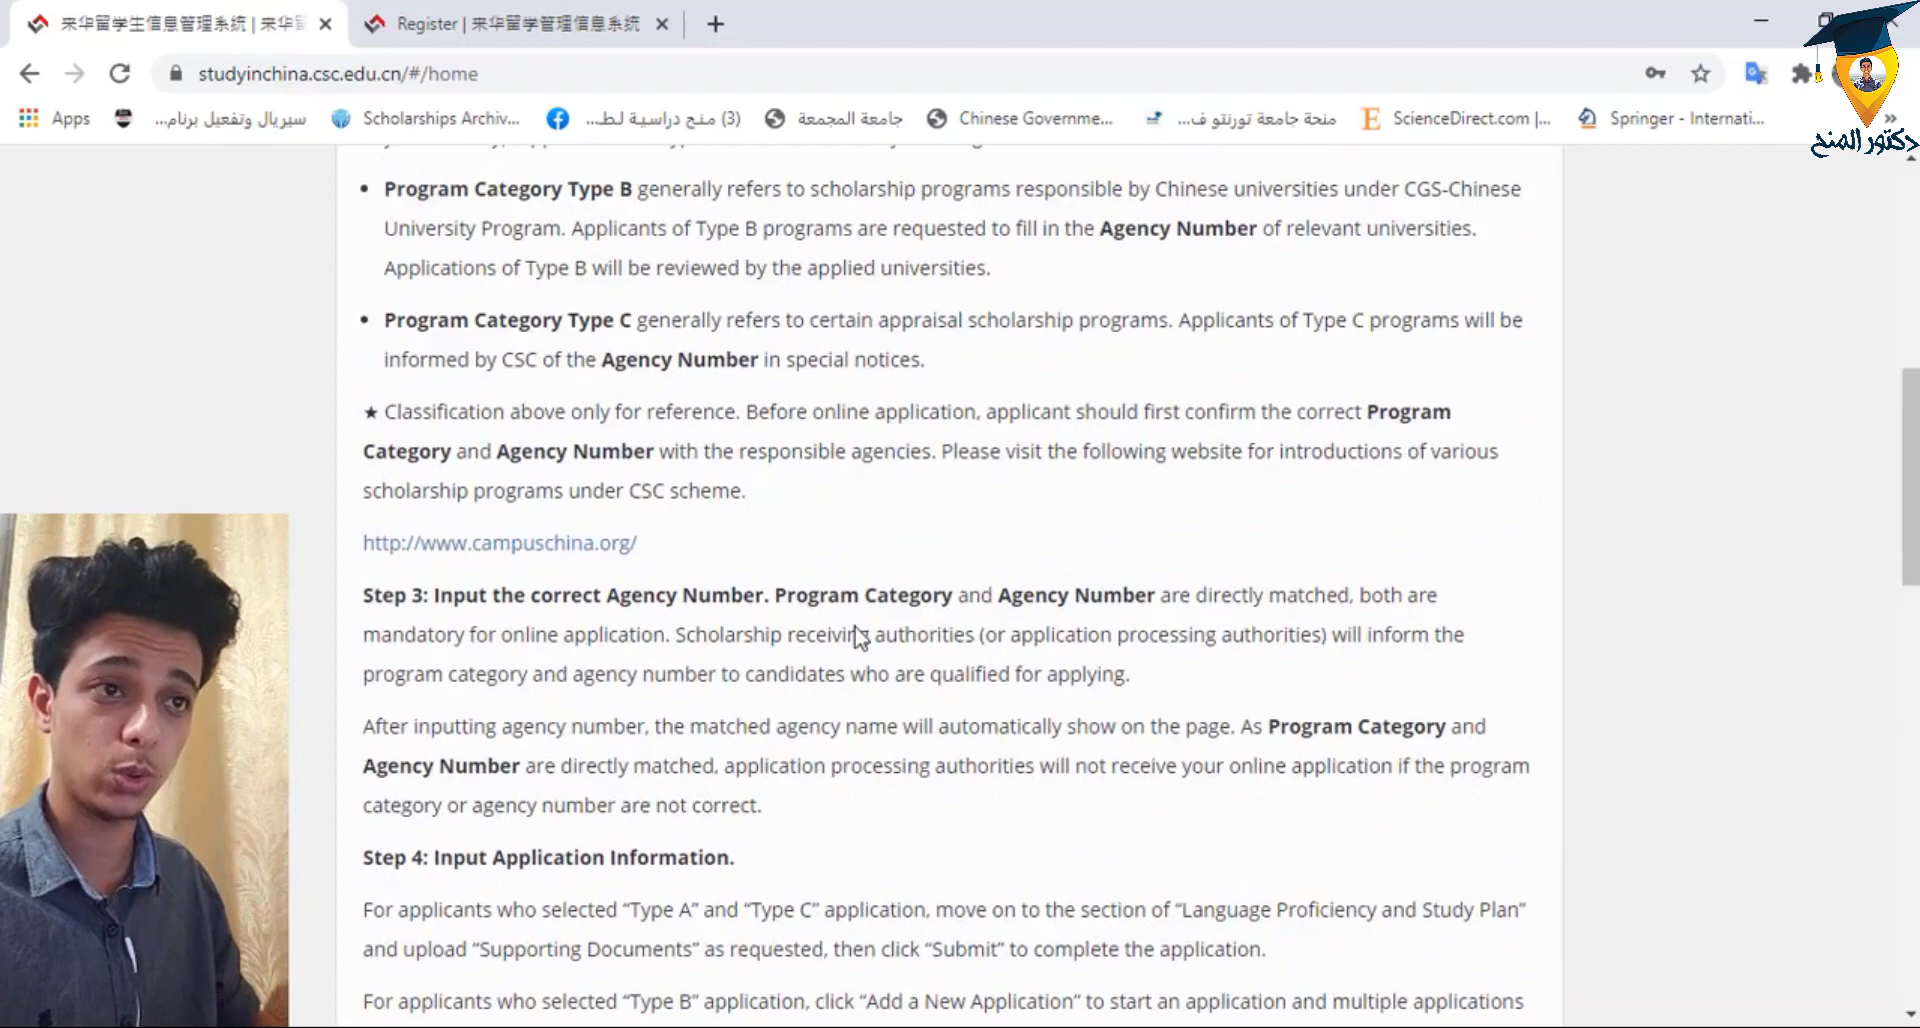 来华留学生信息管理系统 | 来华留
Register | 来华留学管理信息系统
studyinchina.csc.edu.cn/#/home
Apps
سيريال وتفعيل برنام...
Scholarships Archiv...
(3) منح دراسية لط...
جامعة المجمعة
Chinese Governme...
منحة جامعة تورنتو ف...
E ScienceDirect.com |...
Springer - Internati...
»
دكتور المنح
• Program Category Type B generally refers to scholarship programs responsible by Chinese universities under CGS-Chinese
University Program. Applicants of Type B programs are requested to fill in the Agency Number of relevant universities.
Applications of Type B will be reviewed by the applied universities.
• Program Category Type C generally refers to certain appraisal scholarship programs. Applicants of Type C programs will be
informed by CSC of the Agency Number in special notices.
★ Classification above only for reference. Before online application, applicant should first confirm the correct Program
Category and Agency Number with the responsible agencies. Please visit the following website for introductions of various
scholarship programs under CSC scheme.
http://www.campuschina.org/
Step 3: Input the correct Agency Number. Program Category and Agency Number are directly matched, both are
mandatory for online application. Scholarship receiving authorities (or application processing authorities) will inform the
program category and agency number to candidates who are qualified for applying.
After inputting agency number, the matched agency name will automatically show on the page. As Program Category and
Agency Number are directly matched, application processing authorities will not receive your online application if the program
category or agency number are not correct.
Step 4: Input Application Information.
For applicants who selected “Type A” and “Type C” application, move on to the section of “Language Proficiency and Study Plan”
and upload “Supporting Documents” as requested, then click “Submit” to complete the application.
For applicants who selected “Type B” application, click “Add a New Application” to start an application and multiple applications